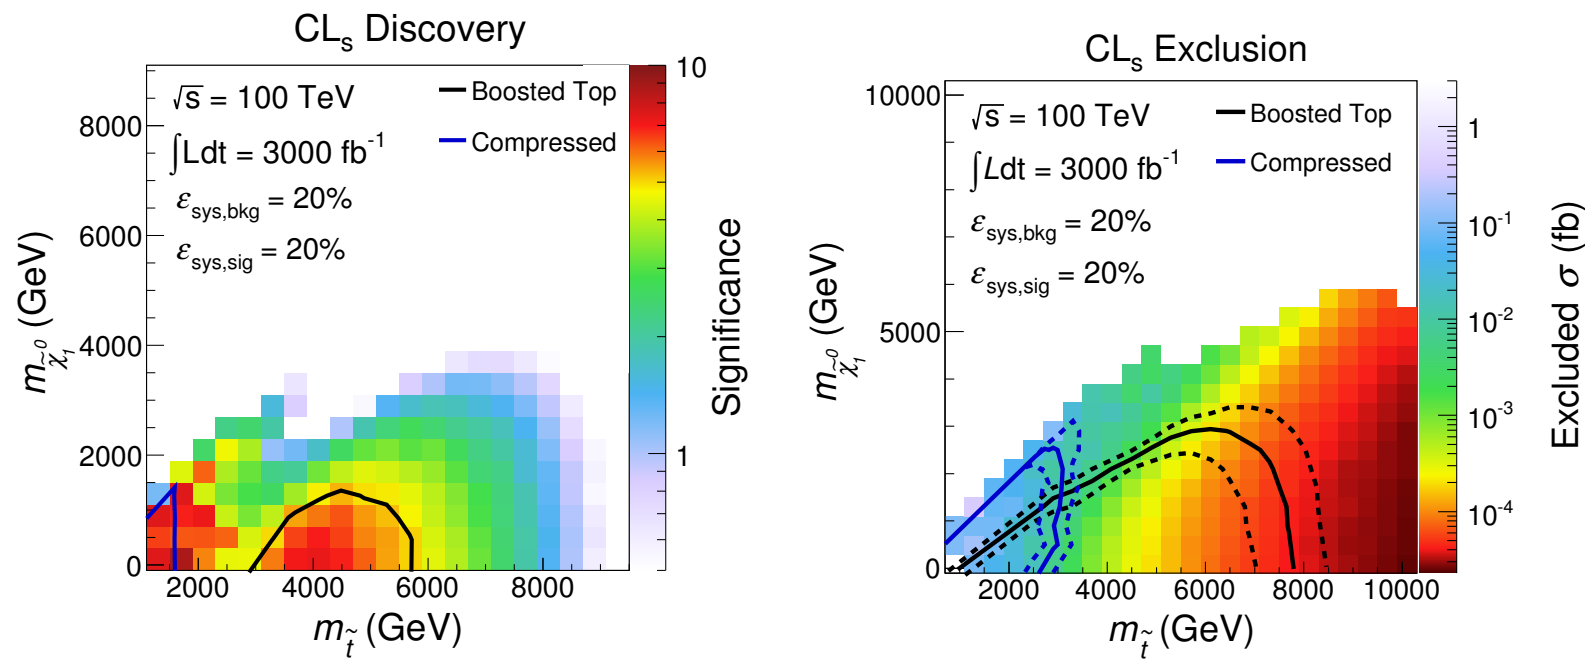 CLs Discovery
√s = 100 TeV
∫Ldt = 3000 fb-1
εsys,bkg = 20%
εsys,sig = 20%
Boosted Top
Compressed
8000
6000
4000
2000
0
2000
4000
6000
8000
mχ̃10 (GeV)
mt̃ (GeV)
10
1
Significance
CLs Exclusion
√s = 100 TeV
∫Ldt = 3000 fb-1
εsys,bkg = 20%
εsys,sig = 20%
Boosted Top
Compressed
10000
5000
0
2000
4000
6000
8000
10000
mχ̃10 (GeV)
mt̃ (GeV)
1
10-1
10-2
10-3
10-4
Excluded σ (fb)